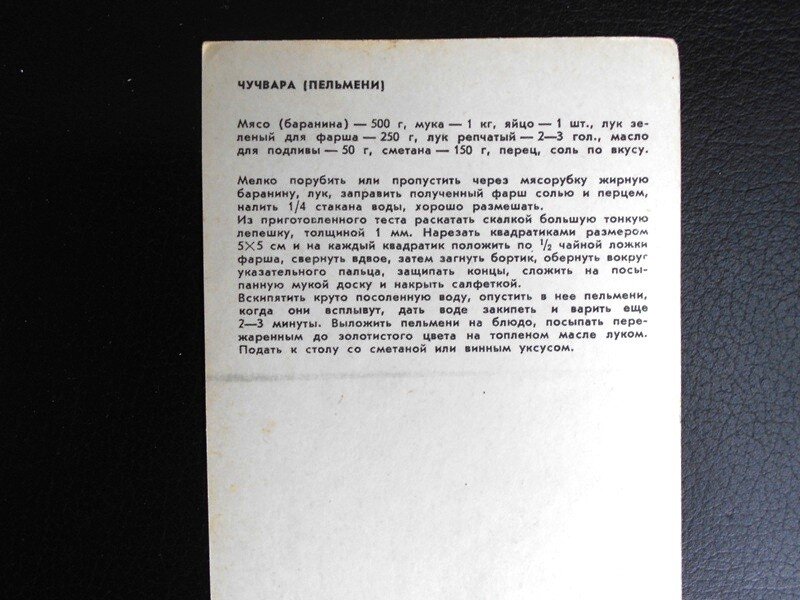 ЧУЧВАРА (ПЕЛЬМЕНИ)
Мясо (баранина) — 500 г, мука — 1 кг, яйцо — 1 шт., лук зе-
леный для фарша — 250 г, лук репчатый — 2—3 гол., масло
для подливы — 50 г, сметана — 150 г, перец, соль по вкусу.
Мелко порубить или пропустить через мясорубку жирную
баранину, лук, заправить полученный фарш солью и перцем,
налить 1/4 стакана воды, хорошо размешать.
Из приготовленного теста раскатать скалкой большую тонкую
лепешку, толщиной 1 мм. Нарезать квадратиками размером
5×5 см и на каждый квадратик положить по ½ чайной ложки
фарша, свернуть вдвое, затем загнуть бортик, обернуть вокруг
указательного пальца, защипать концы, сложить на посы-
панную мукой доску и накрыть салфеткой.
Вскипятить круто посоленную воду, опустить в нее пельмени,
когда они всплывут, дать воде закипеть и варить еще
2—3 минуты. Выложить пельмени на блюдо, посыпать пере-
жаренным до золотистого цвета на топленом масле луком.
Подать к столу со сметаной или винным уксусом.